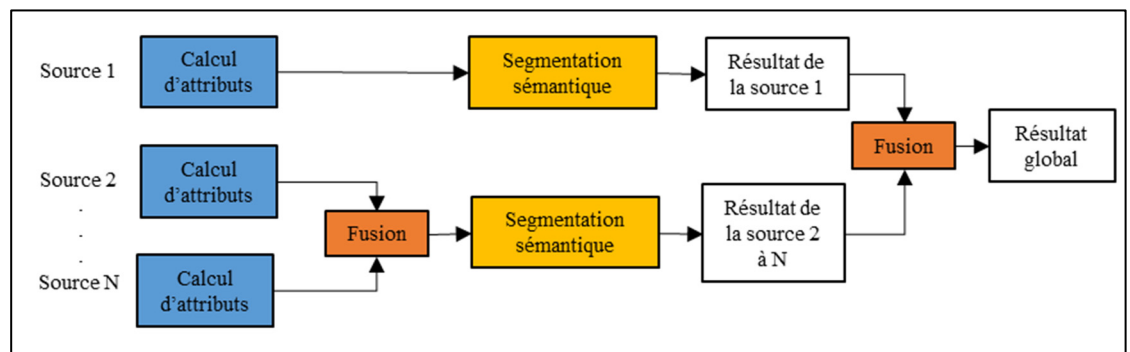 Source 1
Calcul
d'attributs
Segmentation
sémantique
Résultat de
la source 1
Source 2
.
.
.
Source N
Calcul
d'attributs
Calcul
d'attributs
Fusion
Segmentation
sémantique
Résultat de
la source 2
à N
Fusion
Résultat
global